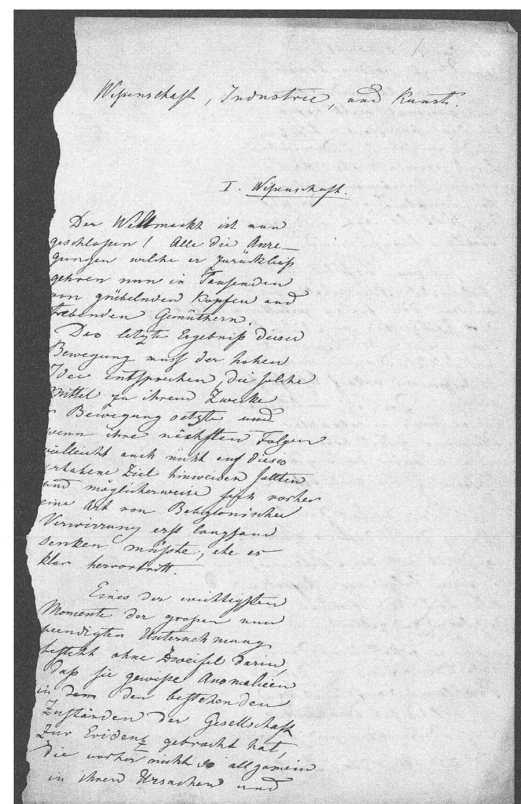 1.
Wissenschaft, Industrie, und Kunst.
I. Wissenschaft.
Der Weltmarkt ist nun
geschlossen! Alle die Anre-
gungen welche er zurückließ
gähren nun in Tausenden
von grübelnden Köpfen und
Gemüthern.
Das letzte Ergebniß dieser
Bewegung muß der hohen
Idee entsprechen, die solche
Mittel zu ihrem Zwecke
in Bewegung setzte und
wenn ihre nächsten Folgen
vielleicht auch nicht auf dieses
erhabene Ziel hinweisen sollten
und möglicherweise sich vorher
eine Art von Babylonischer
Verwirrung erst langsam
senken müßte, ehe es
klar hervortritt.
Eines der wichtigsten
Momente der großen nun
beendigten Unternehmung
besteht ohne Zweifel darin,
daß sie gewisse Anomalieen
in den bestehenden
Zuständen der Gesellschaft
zur Evidenz gebracht hat,
die vorher nicht so allgemein
in ihren Ursachen und